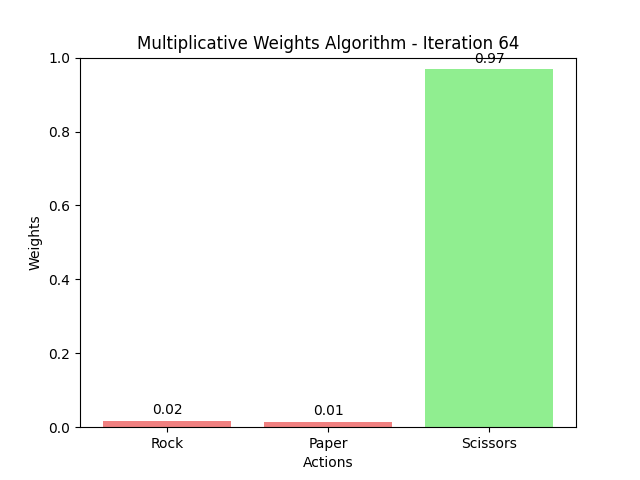 Multiplicative Weights Algorithm - Iteration 64
1.0
0.97
0.8
0.6
Weights
0.4
0.2
0.02
0.01
0.0
Rock Paper Scissors
Actions